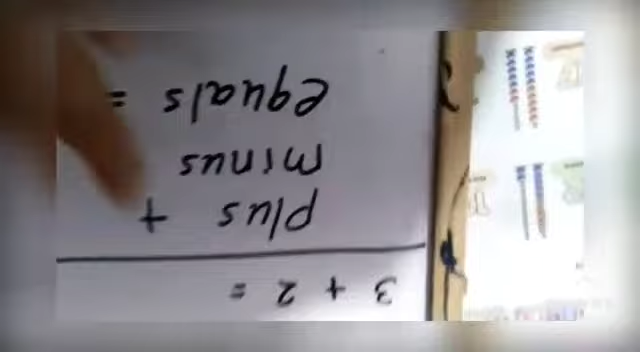 3 + 2 =
plus +
minus
equals =